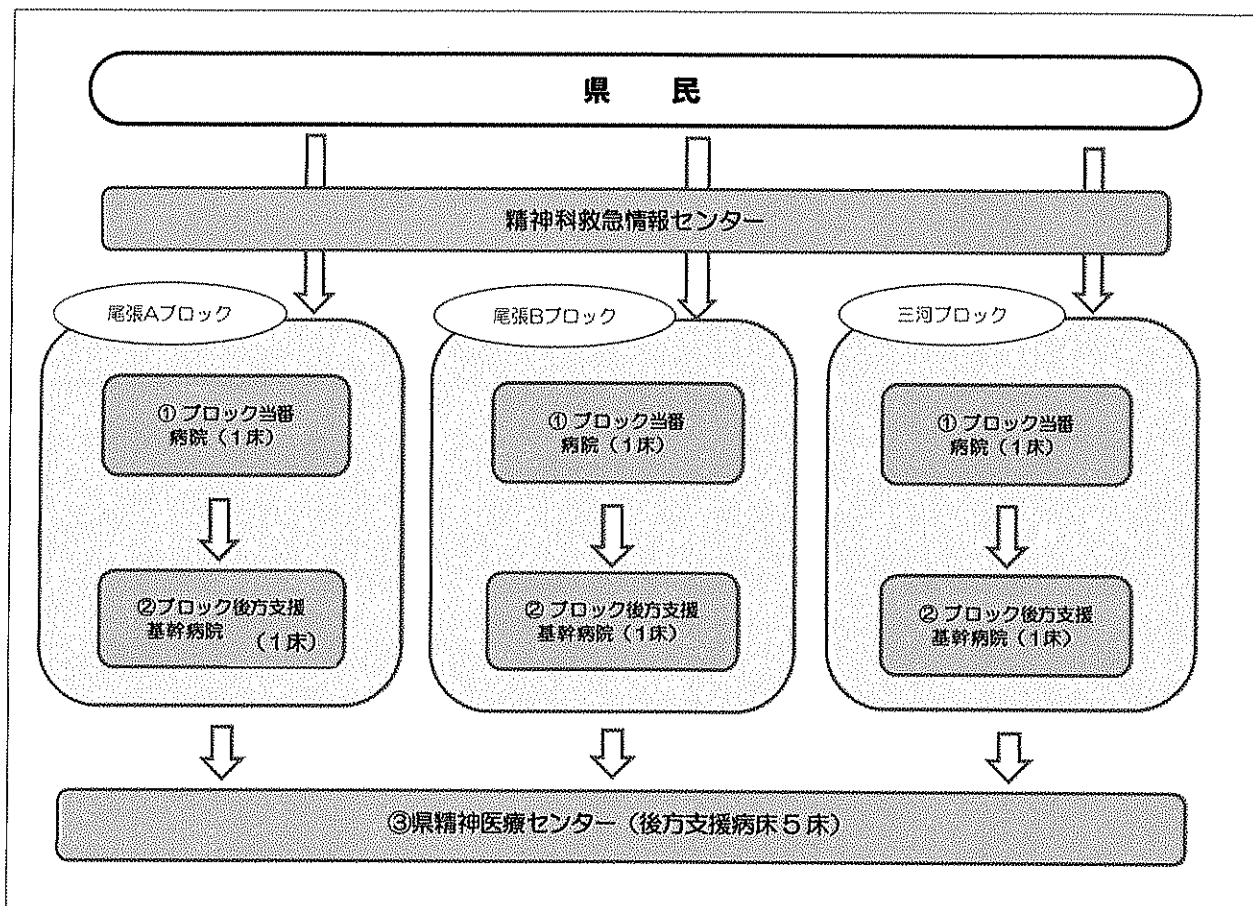 県　民
精神科救急情報センター
尾張Aブロック
① ブロック当番
病院（１床）
②ブロック後方支援
基幹病院
（１床）
尾張Bブロック
① ブロック当番
病院（１床）
② ブロック後方支援
基幹病院（１床）
三河ブロック
① ブロック当番
病院（１床）
② ブロック後方支援
基幹病院（１床）
③県精神医療センター（後方支援病床５床）